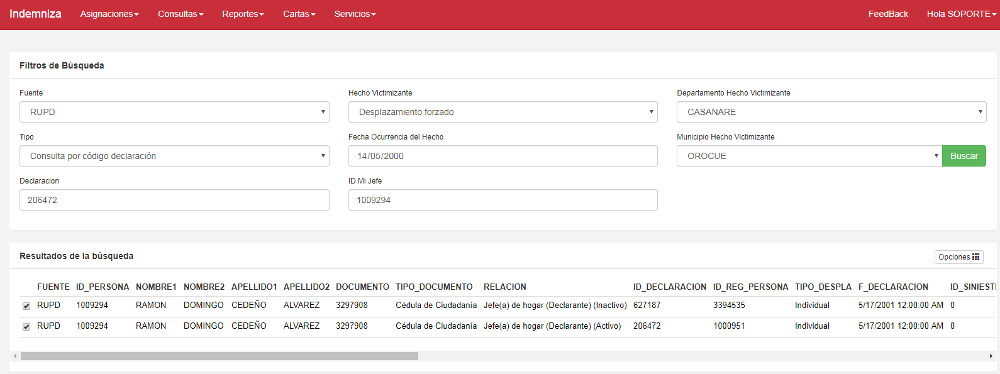 Indemniza Asignaciones Consultas Reportes Cartas Servicios FeedBack Hola SOPORTE
Filtros de Búsqueda
Fuente Hecho Victimizante Departamento Hecho Victimizante
RUPD Desplazamiento forzado CASANARE
Tipo Fecha Ocurrencia del Hecho Municipio Hecho Victimizante
Consulta por código declaración 14/05/2000 OROCUE Buscar
Declaracion ID Mi Jefe
206472 1009294
Resultados de la búsqueda Opciones
FUENTE ID_PERSONA NOMBRE1 NOMBRE2 APELLIDO1 APELLIDO2 DOCUMENTO TIPO_DOCUMENTO RELACION ID_DECLARACION ID_REG_PERSONA TIPO_DESPLA F_DECLARACION ID_SINIESTI
RUPD 1009294 RAMON DOMINGO CEDEÑO ALVAREZ 3297908 Cédula de Ciudadanía Jefe(a) de hogar (Declarante) (Inactivo) 627187 3394535 Individual 5/17/2001 12:00:00 AM 0
RUPD 1009294 RAMON DOMINGO CEDEÑO ALVAREZ 3297908 Cédula de Ciudadanía Jefe(a) de hogar (Declarante) (Activo) 206472 1000951 Individual 5/17/2001 12:00:00 AM 0